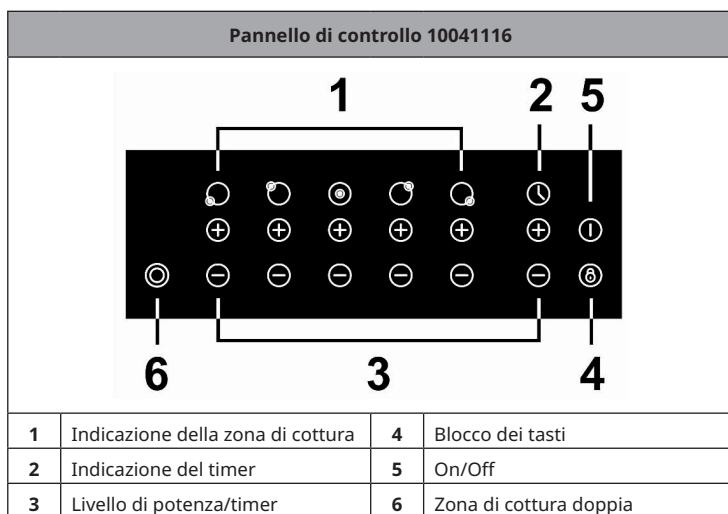 Pannello di controllo 10041116
1 2 5
6 3 4
1 Indicazione della zona di cottura 4 Blocco dei tasti
2 Indicazione del timer 5 On/Off
3 Livello di potenza/timer 6 Zona di cottura doppia